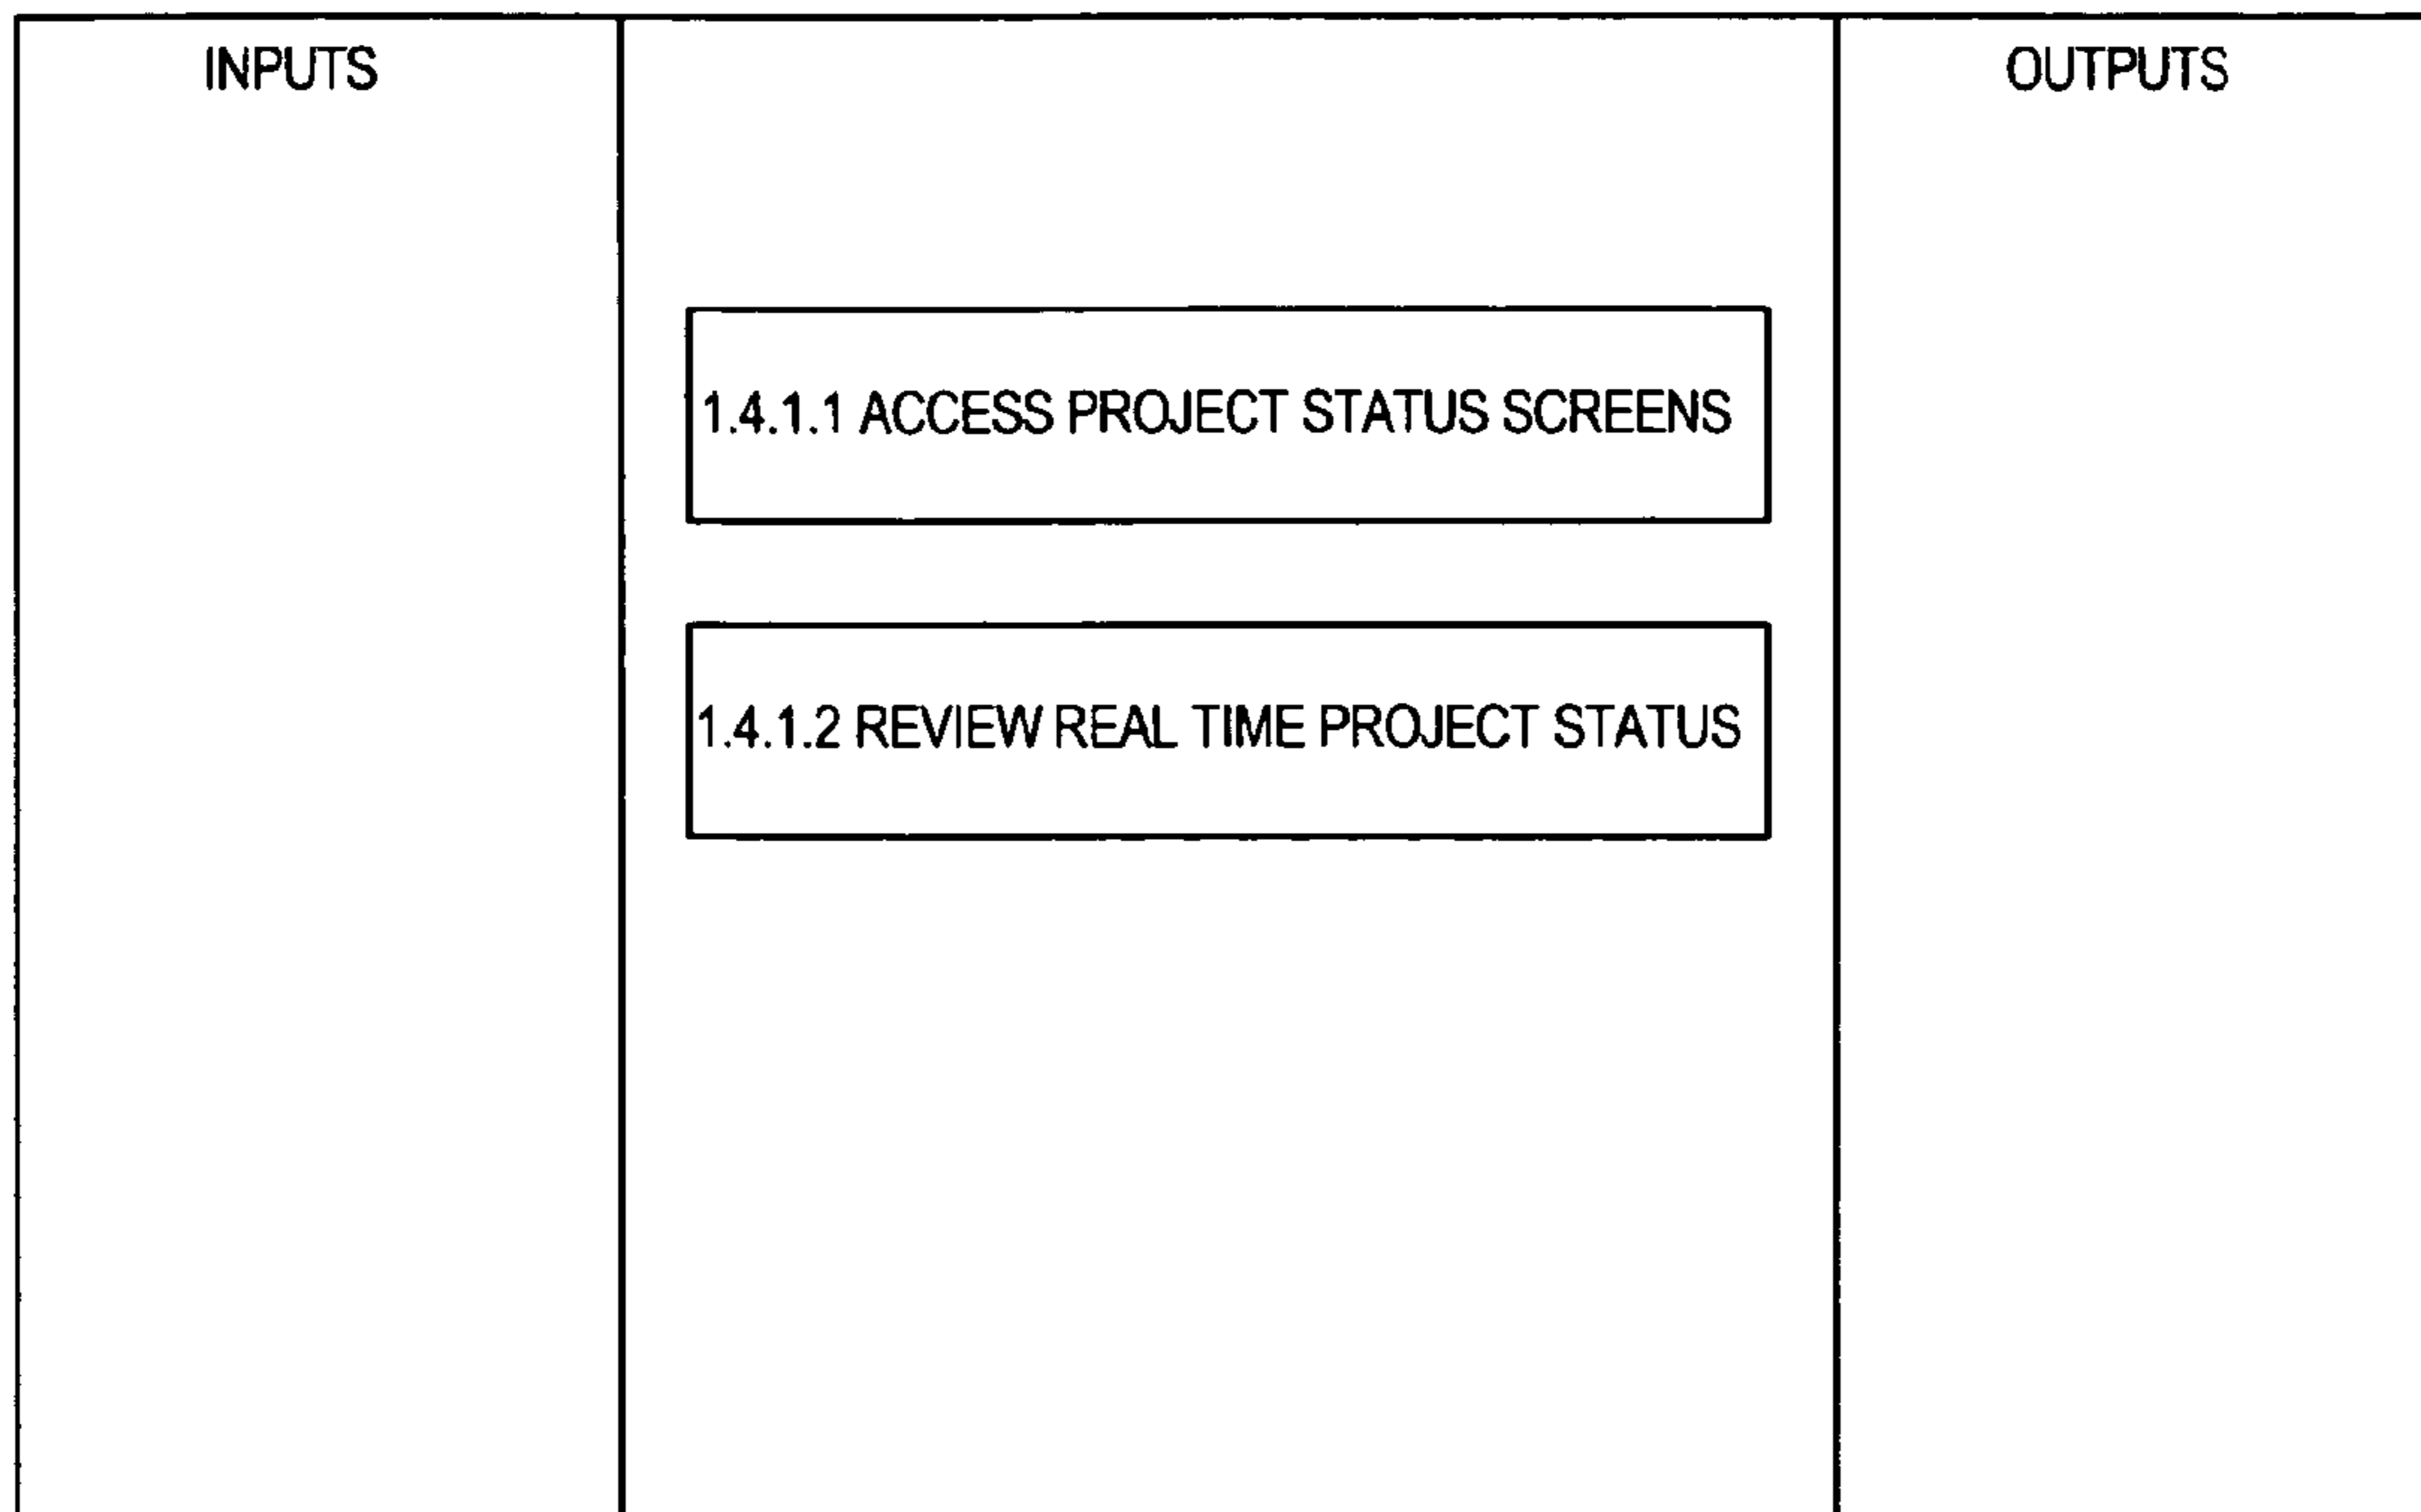 INPUTS
OUTPUTS
1.4.1.1 ACCESS PROJECT STATUS SCREENS
1.4.1.2 REVIEW REAL TIME PROJECT STATUS